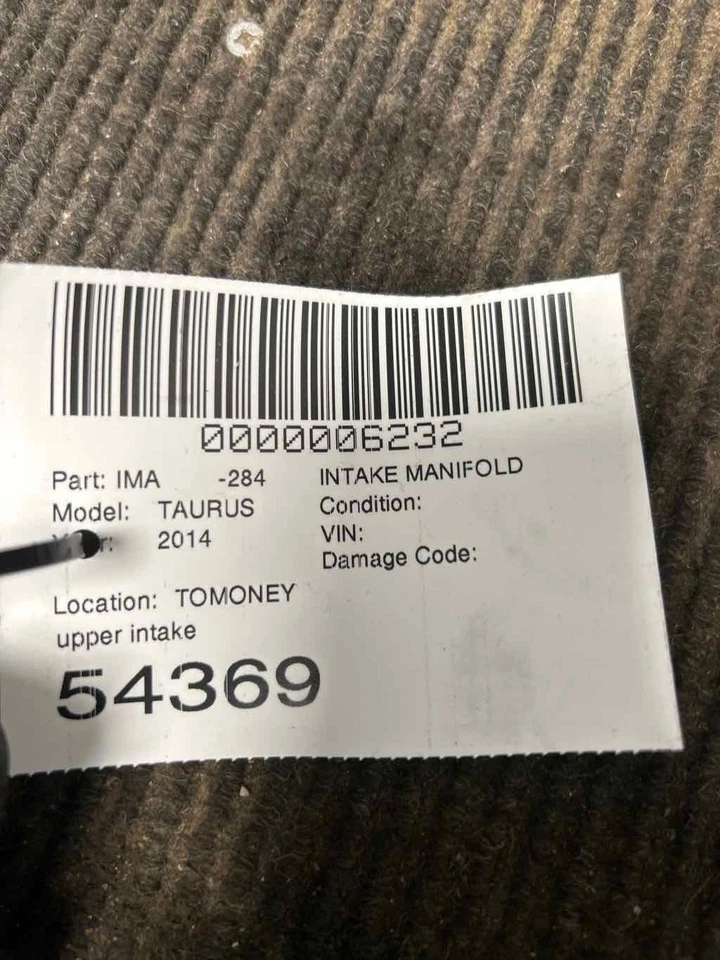 0000006232
Part: IMA -284 INTAKE MANIFOLD
Model: TAURUS Condition:
2014 VIN:
Damage Code:
Location: TOMONEY
upper intake
54369